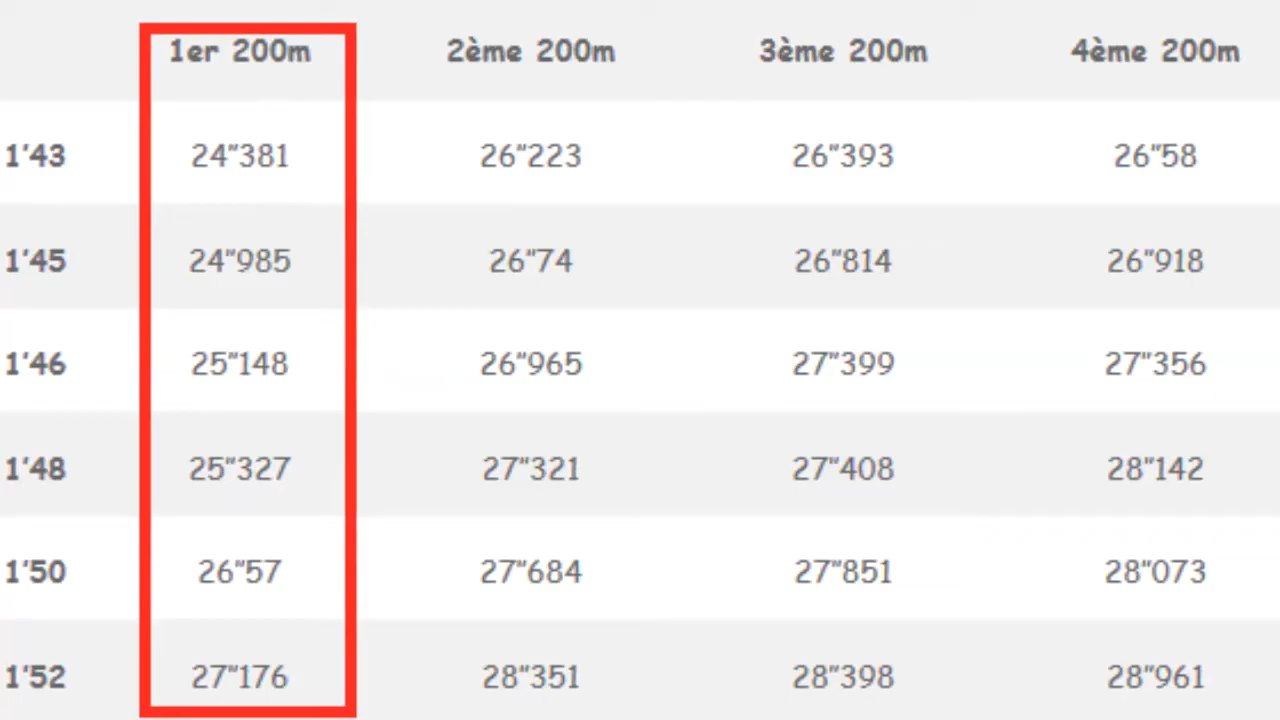 1er 200m 2ème 200m 3ème 200m 4ème 200m
1'43 24"381 26"223 26"393 26"58
1'45 24"985 26"74 26"814 26"918
1'46 25"148 26"965 27"399 27"356
1'48 25"327 27"321 27"408 28"142
1'50 26"57 27"684 27"851 28"073
1'52 27"176 28"351 28"398 28"961